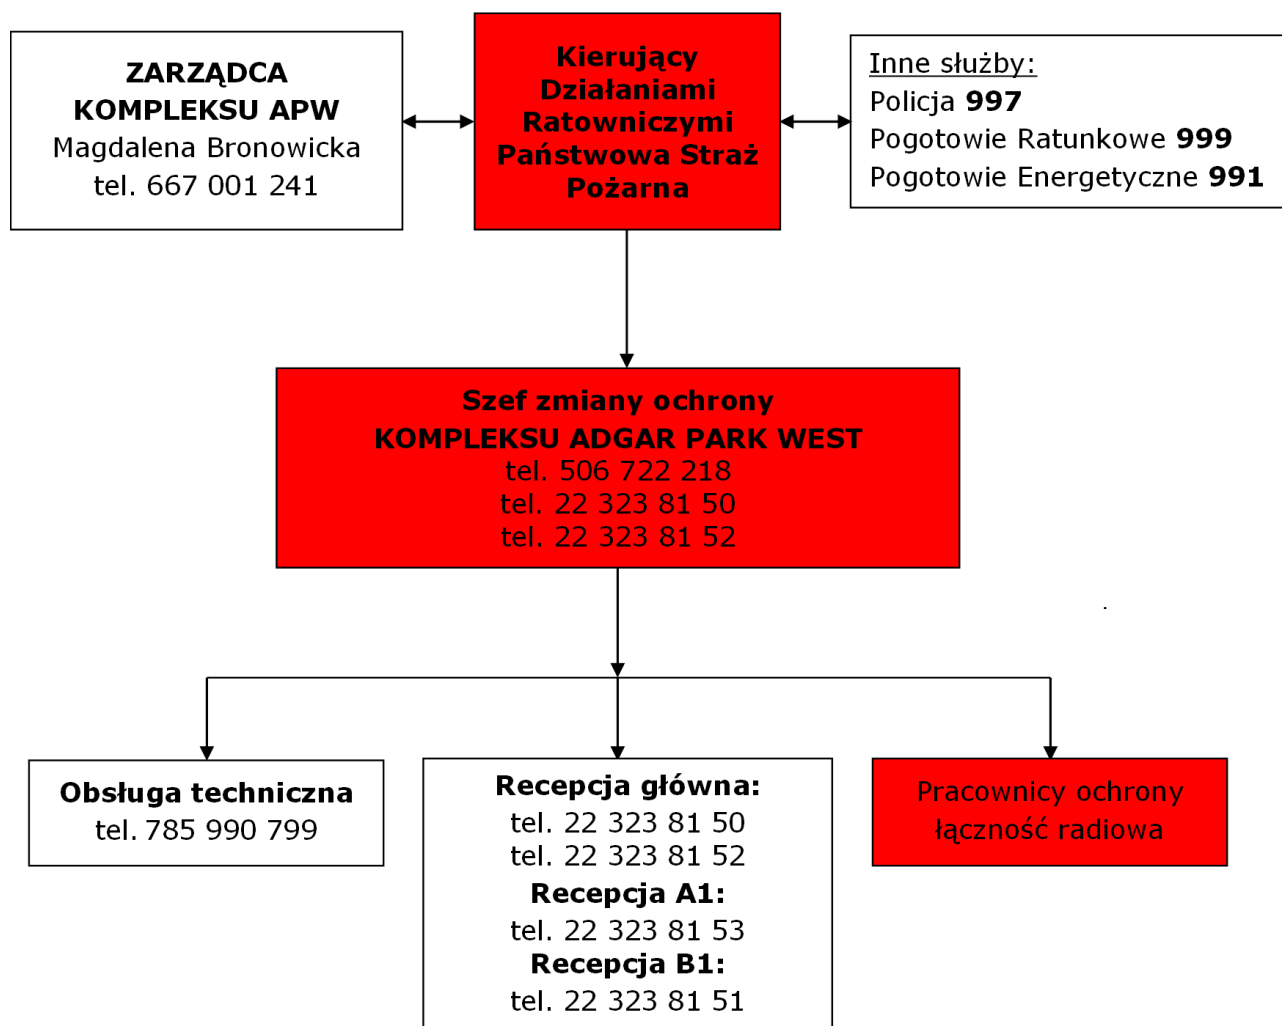 ZARZĄDCA
KOMPLEKSU APW
Magdalena Bronowicka
tel. 667 001 241
Kierujący
Działaniami
Ratowniczymi
Państwowa Straż
Pożarna
Inne służby:
Policja 997
Pogotowie Ratunkowe 999
Pogotowie Energetyczne 991
Szef zmiany ochrony
KOMPLEKSU ADGAR PARK WEST
tel. 506 722 218
tel. 22 323 81 50
tel. 22 323 81 52
Obsługa techniczna
tel. 785 990 799
Recepcja główna:
tel. 22 323 81 50
tel. 22 323 81 52
Recepcja A1:
tel. 22 323 81 53
Recepcja B1:
tel. 22 323 81 51
Pracownicy ochrony
łączność radiowa